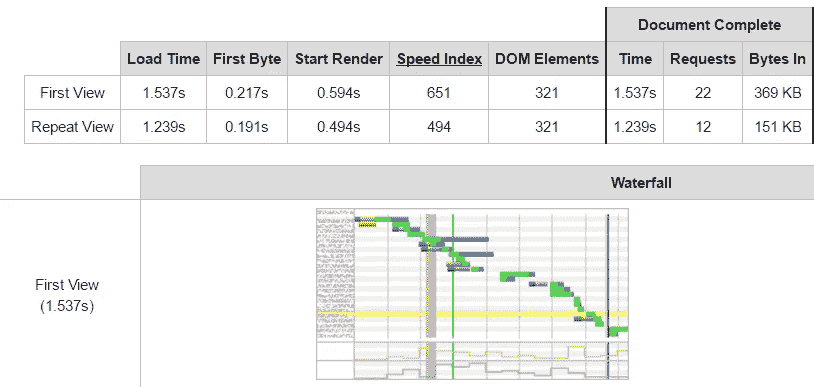 Document Complete
Load Time First Byte Start Render Speed Index DOM Elements Time Requests Bytes In
First View 1.537s 0.217s 0.594s 651 321 1.537s 22 369 KB
Repeat View 1.239s 0.191s 0.494s 494 321 1.239s 12 151 KB
Waterfall
First View
(1.537s)